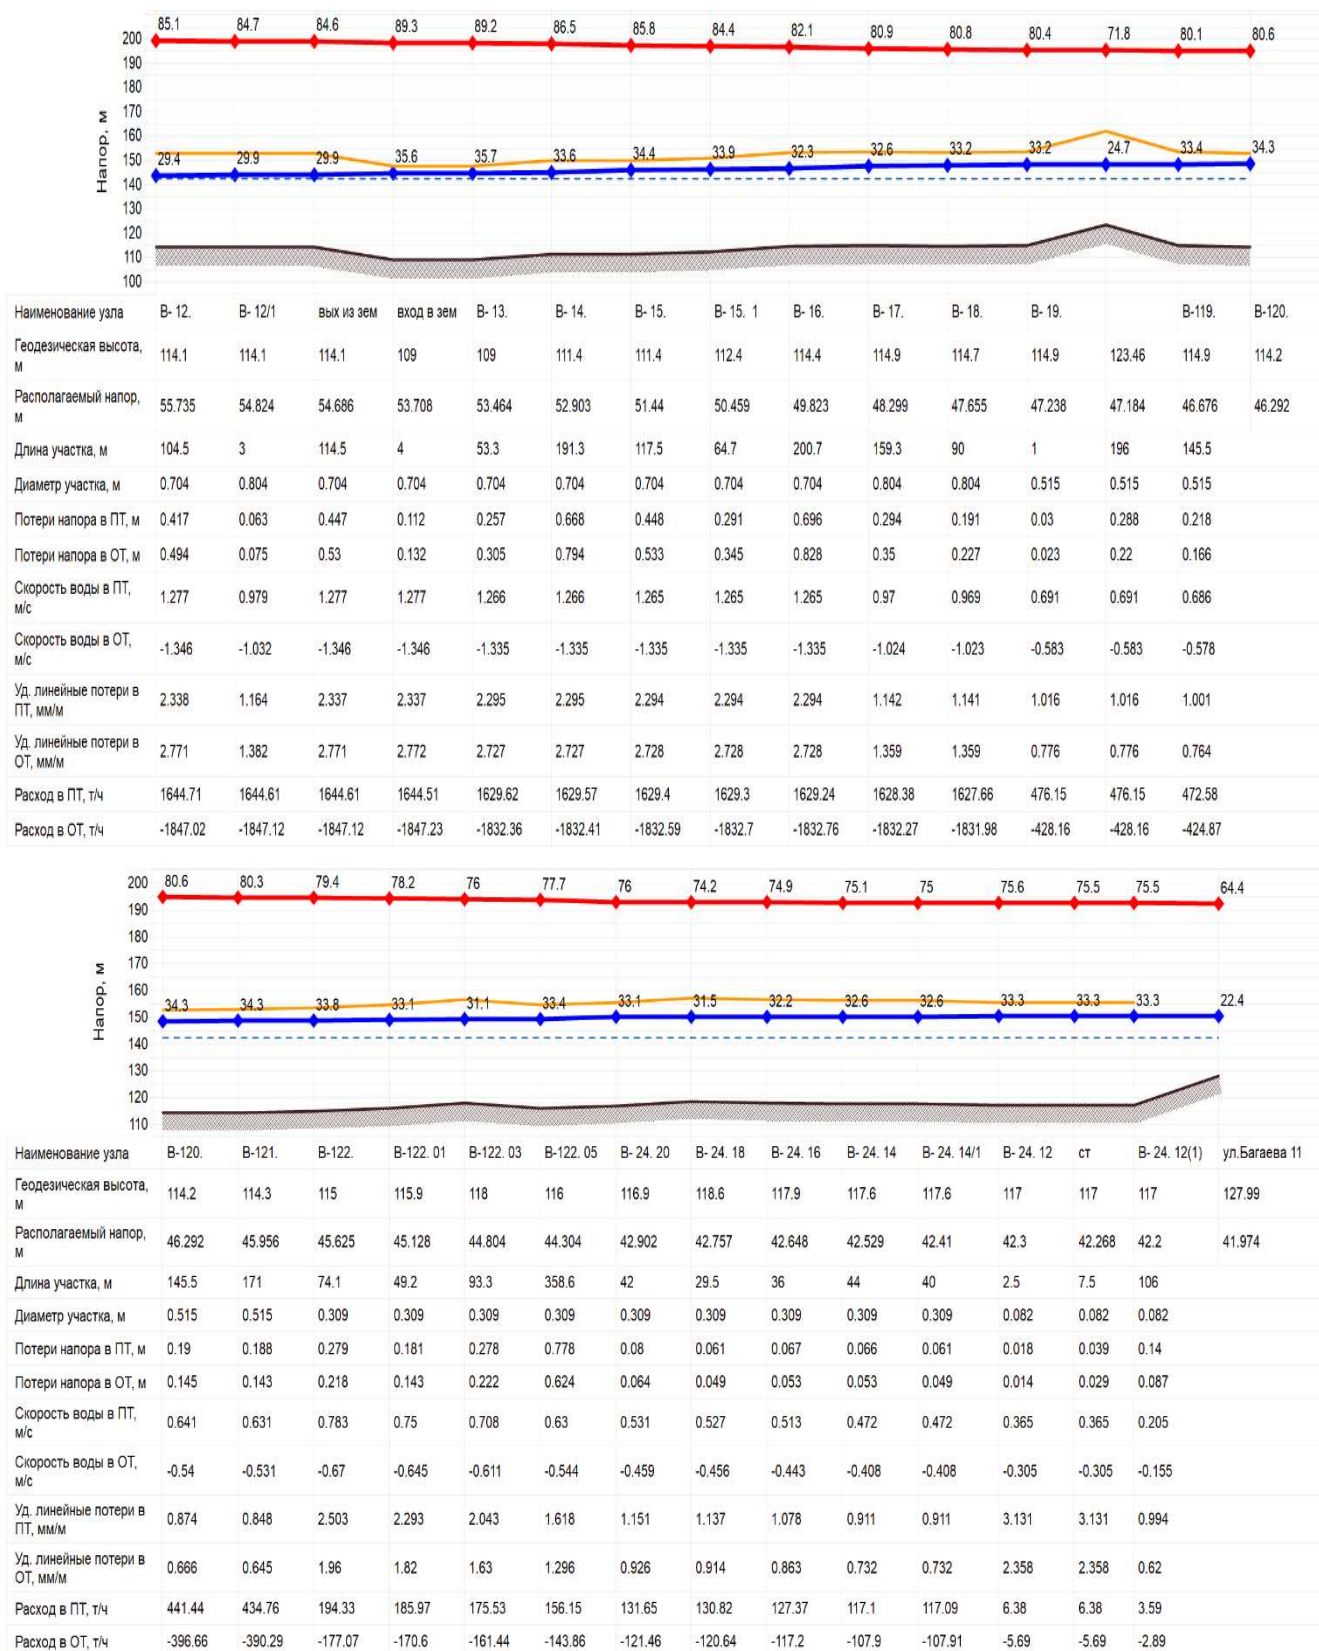 85.1 84.7 84.6 89.3 89.2 86.5 85.8 84.4 82.1 80.9 80.8 80.4 71.8 80.1 80.6
200
190
180
170
160
150
140
130
120
110
100
Напор, м
29.4 29.9 29.9 35.6 35.7 33.6 34.4 33.9 32.3 32.6 33.2 33.2 24.7 33.4 34.3
Наименование узла В- 12. В- 12/1 вых из зем вход в зем В- 13. В- 14. В- 15. В- 15. 1 В- 16. В- 17. В- 18. В- 19. В-119. В-120.
Геодезическая высота,
м 114.1 114.1 114.1 109 109 111.4 111.4 112.4 114.4 114.9 114.7 114.9 123.46 114.9 114.2
Располагаемый напор,
м 55.735 54.824 54.686 53.708 53.464 52.903 51.44 50.459 49.823 48.299 47.655 47.238 47.184 46.676 46.292
Длина участка, м 104.5 3 114.5 4 53.3 191.3 117.5 64.7 200.7 159.3 90 1 196 145.5
Диаметр участка, м 0.704 0.804 0.704 0.704 0.704 0.704 0.704 0.704 0.704 0.804 0.804 0.515 0.515 0.515
Потери напора в ПТ, м 0.417 0.063 0.447 0.112 0.257 0.668 0.448 0.291 0.696 0.294 0.191 0.03 0.288 0.218
Потери напора в ОТ, м 0.494 0.075 0.53 0.132 0.305 0.794 0.533 0.345 0.828 0.35 0.227 0.023 0.22 0.166
Скорость воды в ПТ,
м/с 1.277 0.979 1.277 1.277 1.266 1.266 1.265 1.265 1.265 0.97 0.969 0.691 0.691 0.686
Скорость воды в ОТ,
м/с -1.346 -1.032 -1.346 -1.346 -1.335 -1.335 -1.335 -1.335 -1.335 -1.024 -1.023 -0.583 -0.583 -0.578
Уд. линейные потери в
ПТ, мм/м 2.338 1.164 2.337 2.337 2.295 2.295 2.294 2.294 2.294 1.142 1.141 1.016 1.016 1.001
Уд. линейные потери в
ОТ, мм/м 2.771 1.382 2.771 2.772 2.727 2.727 2.728 2.728 2.728 1.359 1.359 0.776 0.776 0.764
Расход в ПТ, т/ч 1644.71 1644.61 1644.61 1644.51 1629.62 1629.57 1629.4 1629.3 1629.24 1628.38 1627.66 476.15 476.15 472.58
Расход в ОТ, т/ч -1847.02 -1847.12 -1847.12 -1847.23 -1832.36 -1832.41 -1832.59 -1832.7 -1832.76 -1832.27 -1831.98 -428.16 -428.16 -424.87
80.6 80.3 79.4 78.2 76 77.7 76 74.2 74.9 75.1 75 75.6 75.5 75.5 64.4
200
190
180
170
160
150
140
130
120
110
Напор, м
34.3 34.3 33.8 33.1 31.1 33.4 33.1 31.5 32.2 32.6 32.6 33.3 33.3 33.3 22.4
Наименование узла В-120. В-121. В-122. В-122. 01 В-122. 03 В-122. 05 В- 24. 20 В- 24. 18 В- 24. 16 В- 24. 14 В- 24. 14/1 В- 24. 12 ст В- 24. 12(1) ул.Багаева 11
Геодезическая высота,
м 114.2 114.3 115 115.9 118 116 116.9 118.6 117.9 117.6 117.6 117 117 117 127.99
Располагаемый напор,
м 46.292 45.956 45.625 45.128 44.804 44.304 42.902 42.757 42.648 42.529 42.41 42.3 42.268 42.2 41.974
Длина участка, м 145.5 171 74.1 49.2 93.3 358.6 42 29.5 36 44 40 2.5 7.5 106
Диаметр участка, м 0.515 0.515 0.309 0.309 0.309 0.309 0.309 0.309 0.309 0.309 0.309 0.082 0.082 0.082
Потери напора в ПТ, м 0.19 0.188 0.279 0.181 0.278 0.778 0.08 0.061 0.067 0.066 0.061 0.018 0.039 0.14
Потери напора в ОТ, м 0.145 0.143 0.218 0.143 0.222 0.624 0.064 0.049 0.053 0.053 0.049 0.014 0.029 0.087
Скорость воды в ПТ,
м/с 0.641 0.631 0.783 0.75 0.708 0.63 0.531 0.527 0.513 0.472 0.472 0.365 0.365 0.205
Скорость воды в ОТ,
м/с -0.54 -0.531 -0.67 -0.645 -0.611 -0.544 -0.459 -0.456 -0.443 -0.408 -0.408 -0.305 -0.305 -0.155
Уд. линейные потери в
ПТ, мм/м 0.874 0.848 2.503 2.293 2.043 1.618 1.151 1.137 1.078 0.911 0.911 3.131 3.131 0.994
Уд. линейные потери в
ОТ, мм/м 0.666 0.645 1.96 1.82 1.63 1.296 0.926 0.914 0.863 0.732 0.732 2.358 2.358 0.62
Расход в ПТ, т/ч 441.44 434.76 194.33 185.97 175.53 156.15 131.65 130.82 127.37 117.1 117.09 6.38 6.38 3.59
Расход в ОТ, т/ч -396.66 -390.29 -177.07 -170.6 -161.44 -143.86 -121.46 -120.64 -117.2 -107.9 -107.91 -5.69 -5.69 -2.89